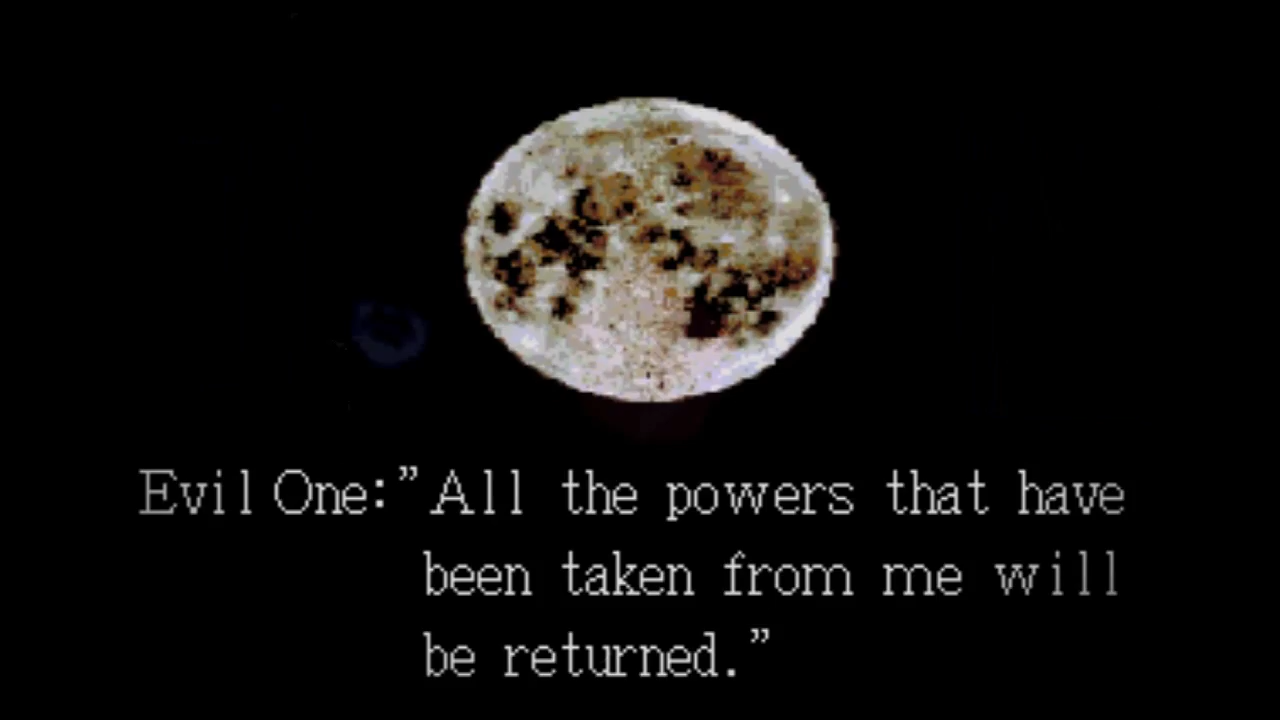 Evil One:”All the powers that have
been taken from me will
be returned.”